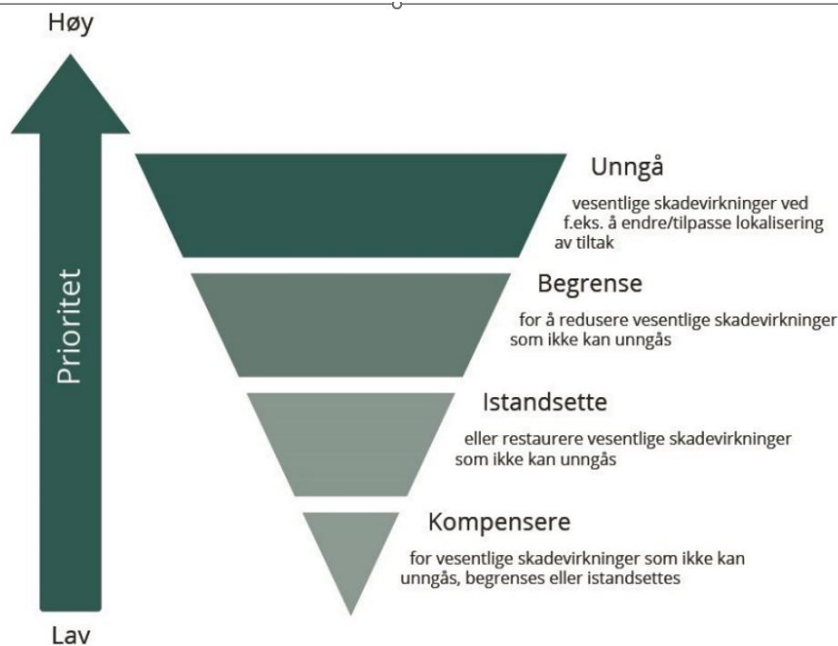 Høy
Prioritet
Unngå
vesentlige skadevirkninger ved
f.eks. å endre/tilpasse lokalisering
av tiltak
Begrense
for å redusere vesentlige skadevirkninger
som ikke kan unngås
Istandsette
eller restaurere vesentlige skadevirkninger
som ikke kan unngås
Kompensere
for vesentlige skadevirkninger som ikke kan
unngås, begrenses eller istandsettes
Lav